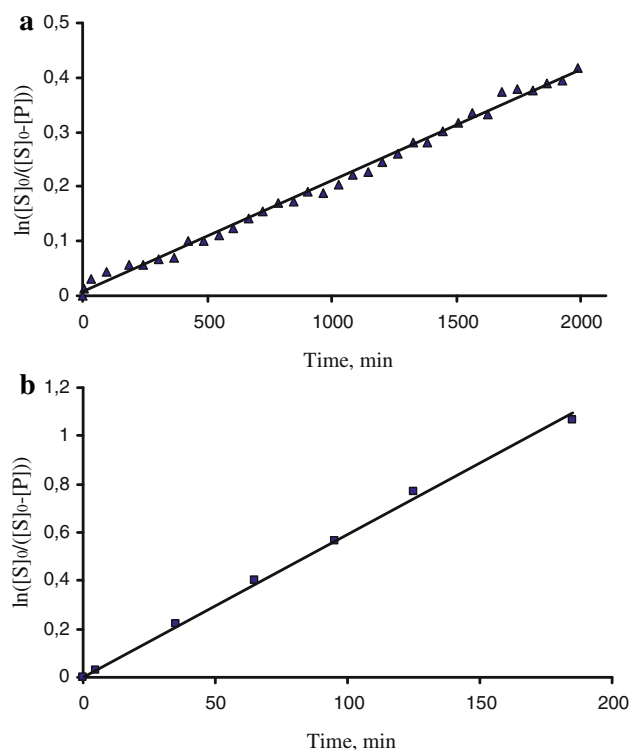 a
0,5
0,4
0,3
0,2
0,1
0
ln([S]₀/([S]₀-[P]))
0 500 1000 1500 2000
Time, min
b
1,2
1
0,8
0,6
0,4
0,2
0
ln([S]₀/([S]₀-[P]))
0 50 100 150 200
Time, min